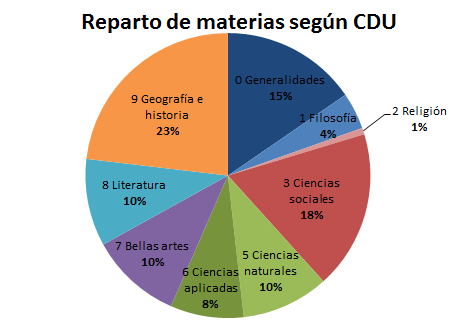 Reparto de materias según CDU
0 Generalidades
15%
1 Filosofía
4%
2 Religión
1%
3 Ciencias
sociales
18%
5 Ciencias
naturales
10%
6 Ciencias
aplicadas
8%
7 Bellas artes
10%
8 Literatura
10%
9 Geografía e
historia
23%